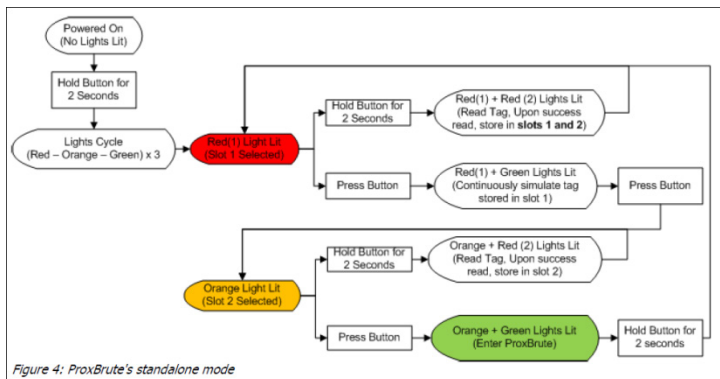 Powered On
(No Lights Lit)
Hold Button for
2 Seconds
Lights Cycle
(Red – Orange – Green) x 3
Red(1) Light Lit
(Slot 1 Selected)
Hold Button for
2 Seconds
Red(1) + Red (2) Lights Lit
(Read Tag, Upon success
read, store in slots 1 and 2)
Press Button
Red(1) + Green Lights Lit
(Continuously simulate tag
stored in slot 1)
Press Button
Orange Light Lit
(Slot 2 Selected)
Hold Button for
2 Seconds
Orange + Red (2) Lights Lit
(Read Tag, Upon success
read, store in slot 2)
Press Button
Orange + Green Lights Lit
(Enter ProxBrute)
Hold Button for
2 seconds
Figure 4: ProxBrute's standalone mode